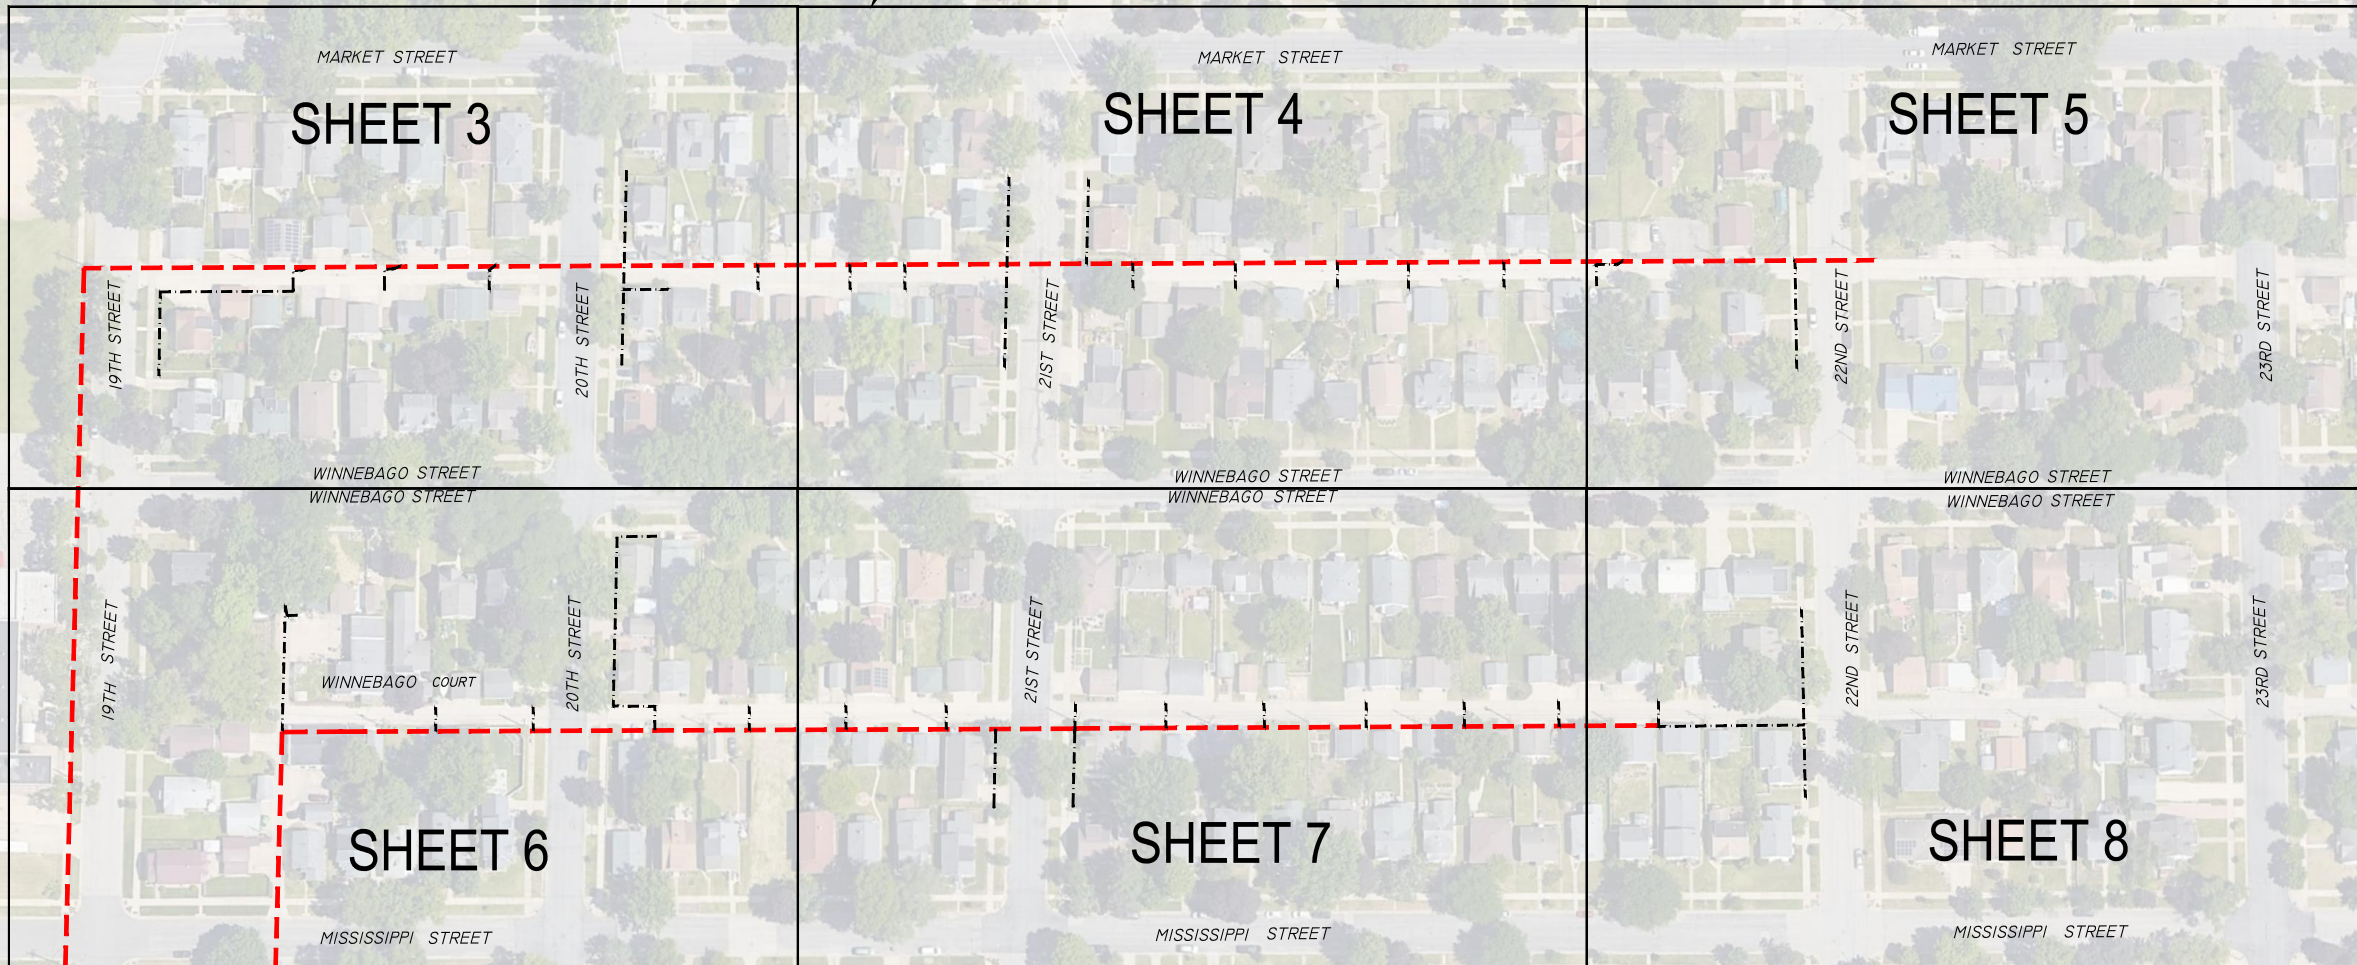 MARKET STREET
MARKET STREET
MARKET STREET
SHEET 3
SHEET 4
SHEET 5
19TH STREET
20TH STREET
21ST STREET
22ND STREET
23RD STREET
WINNEBAGO STREET
WINNEBAGO STREET
WINNEBAGO STREET
WINNEBAGO STREET
WINNEBAGO STREET
WINNEBAGO STREET
19TH STREET
20TH STREET
21ST STREET
22ND STREET
23RD STREET
WINNEBAGO COURT
SHEET 6
SHEET 7
SHEET 8
MISSISSIPPI STREET
MISSISSIPPI STREET
MISSISSIPPI STREET